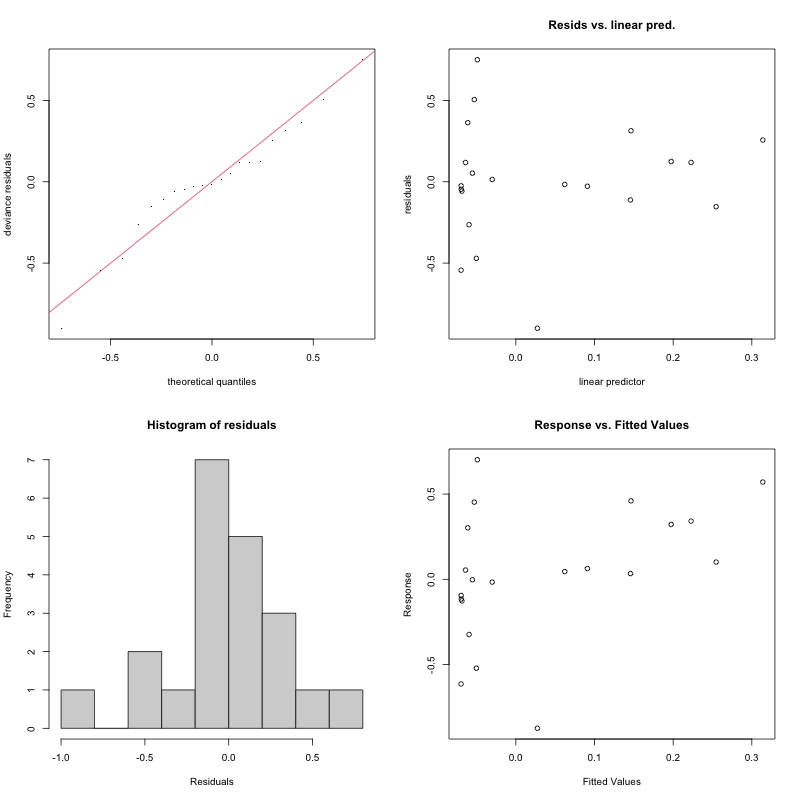 deviance residuals
0.5
0.0
-0.5
-0.5
0.0
0.5
theoretical quantiles
Resids vs. linear pred.
residuals
0.5
0.0
-0.5
0.0
0.1
0.2
0.3
linear predictor
Histogram of residuals
Frequency
7
6
5
4
3
2
1
0
-1.0
-0.5
0.0
0.5
Residuals
Response vs. Fitted Values
Response
0.5
0.0
-0.5
0.0
0.1
0.2
0.3
Fitted Values